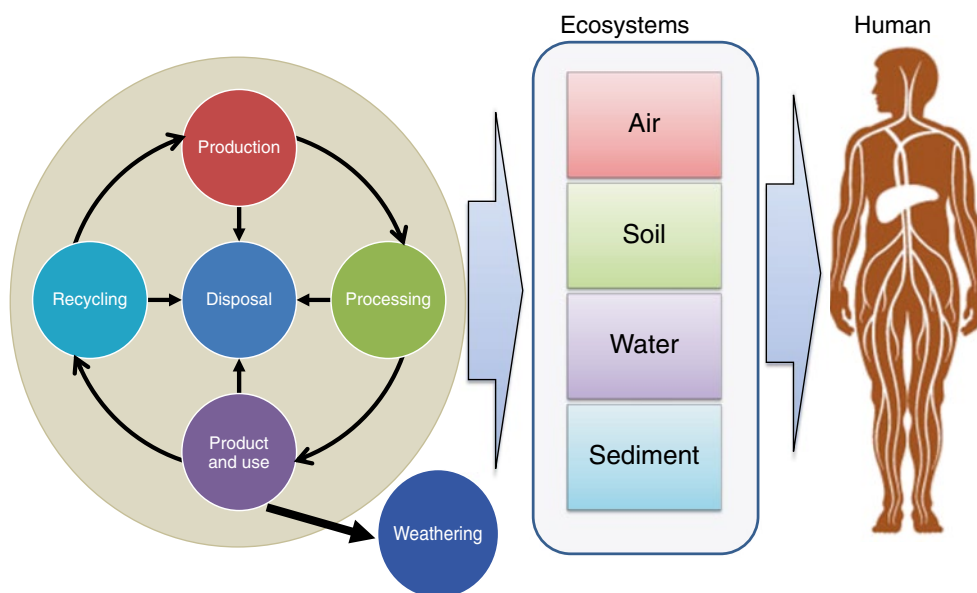 Ecosystems
Human
Production
Recycling
Disposal
Processing
Product
and use
Weathering
Air
Soil
Water
Sediment